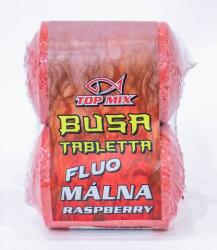 TOP MIX
BUSA
TABLETTA
FLUO
MÁLNA
RASPBERRY